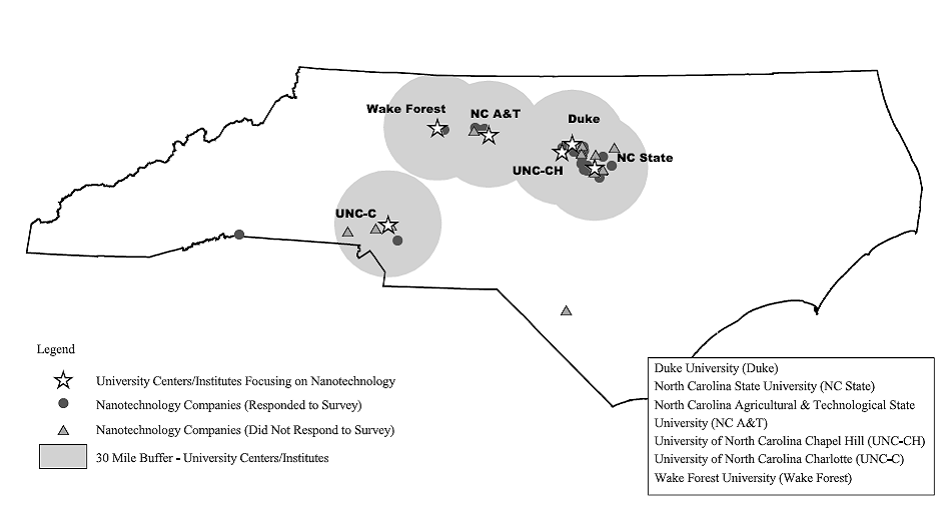 Wake Forest
NC A&T
Duke
UNC-CH
NC State
UNC-C
Legend
University Centers/Institutes Focusing on Nanotechnology
Nanotechnology Companies (Responded to Survey)
Nanotechnology Companies (Did Not Respond to Survey)
30 Mile Buffer - University Centers/Institutes
Duke University (Duke)
North Carolina State University (NC State)
North Carolina Agricultural & Technological State
University (NC A&T)
University of North Carolina Chapel Hill (UNC-CH)
University of North Carolina Charlotte (UNC-C)
Wake Forest University (Wake Forest)